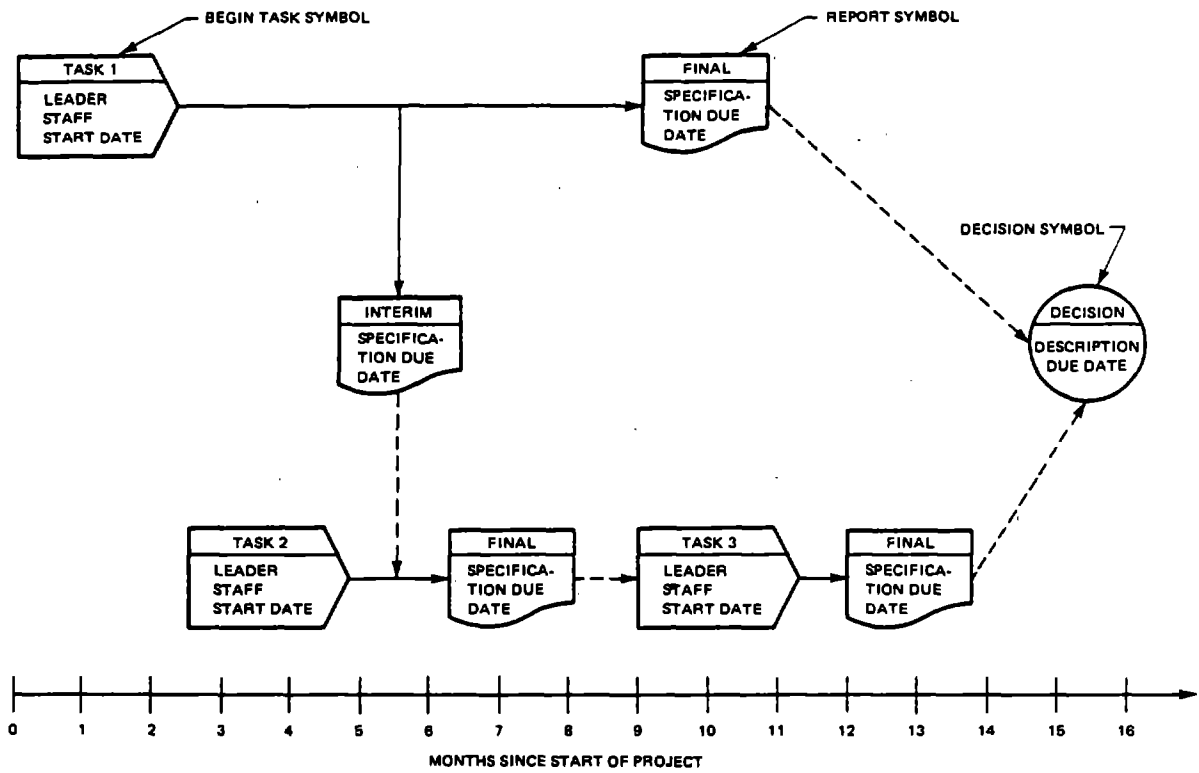 BEGIN TASK SYMBOL
REPORT SYMBOL
TASK 1
LEADER
STAFF
START DATE
FINAL
SPECIFICA-
TION DUE
DATE
DECISION SYMBOL
INTERIM
SPECIFICA-
TION DUE
DATE
DECISION
DESCRIPTION
DUE DATE
TASK 2
LEADER
STAFF
START DATE
FINAL
SPECIFICA-
TION DUE
DATE
TASK 3
LEADER
STAFF
START DATE
FINAL
SPECIFICA-
TION DUE
DATE
0 1 2 3 4 5 6 7 8 9 10 11 12 13 14 15 16
MONTHS SINCE START OF PROJECT